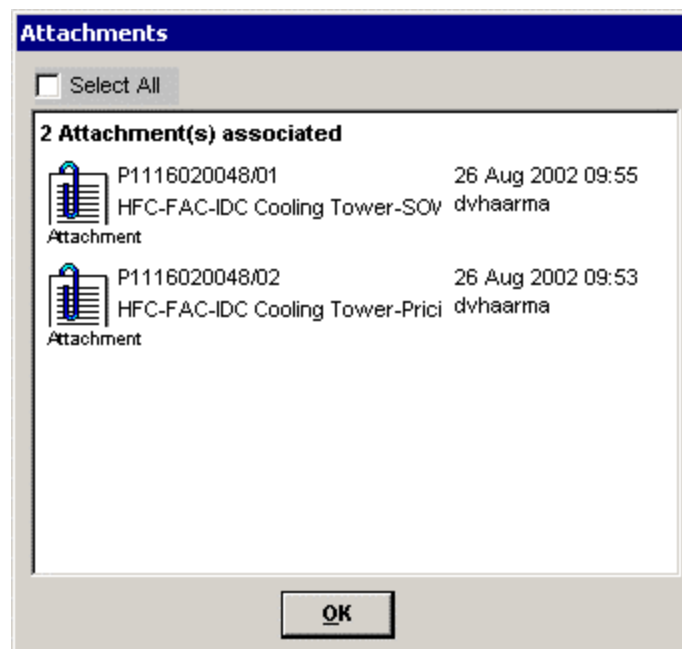 Attachments
Select All
2 Attachment(s) associated
P1116020048/01 26 Aug 2002 09:55
HFC-FAC-IDC Cooling Tower-SOW dvhaarma
Attachment
P1116020048/02 26 Aug 2002 09:53
HFC-FAC-IDC Cooling Tower-Prici dvhaarma
Attachment
OK